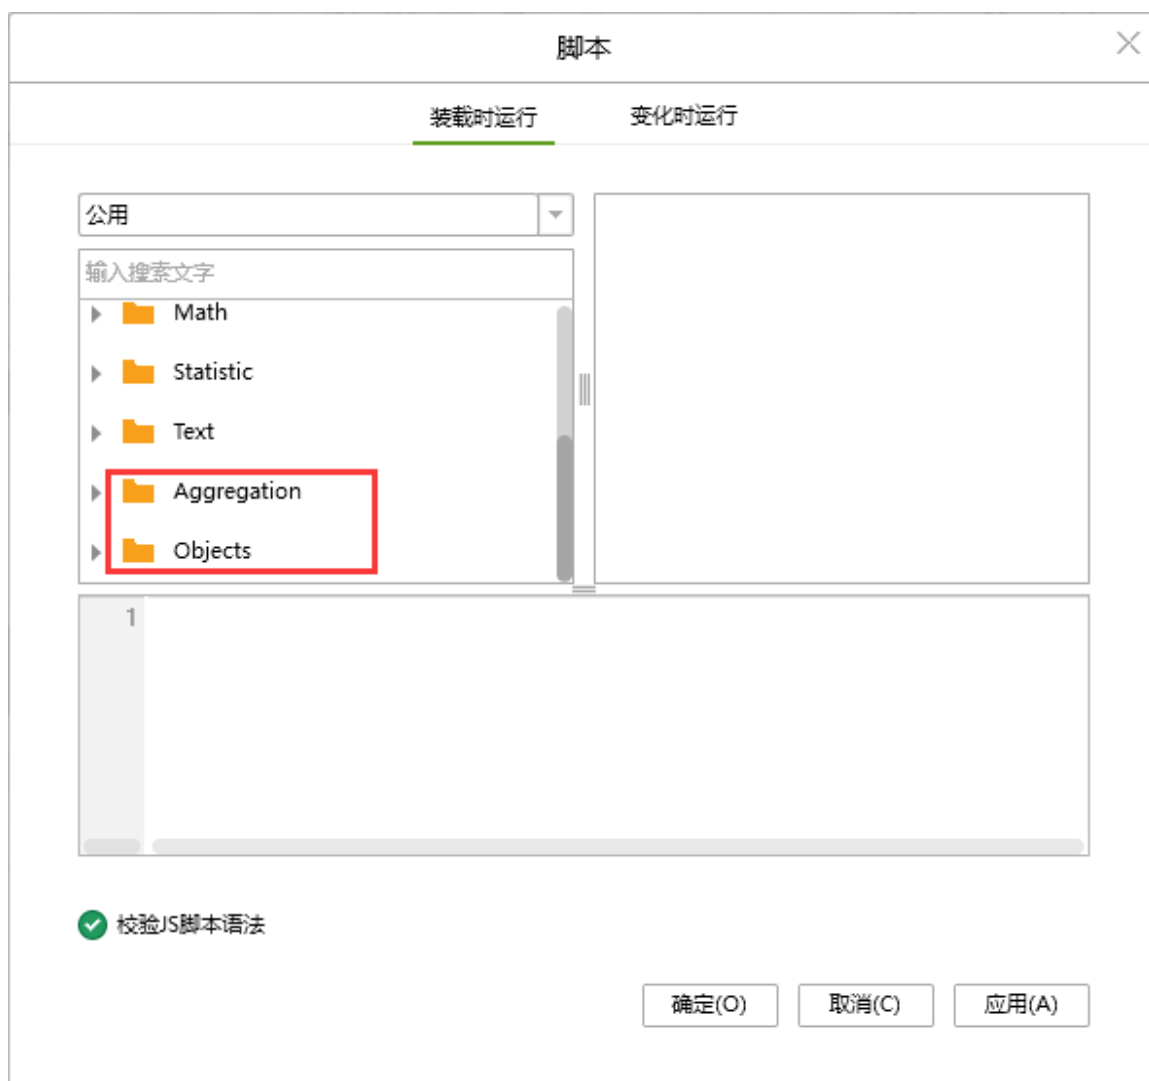 脚本
装载时运行 变化时运行
公用
输入搜索文字
Math
Statistic
Text
Aggregation
Objects
1
校验JS脚本语法
确定(O) 取消(C) 应用(A)